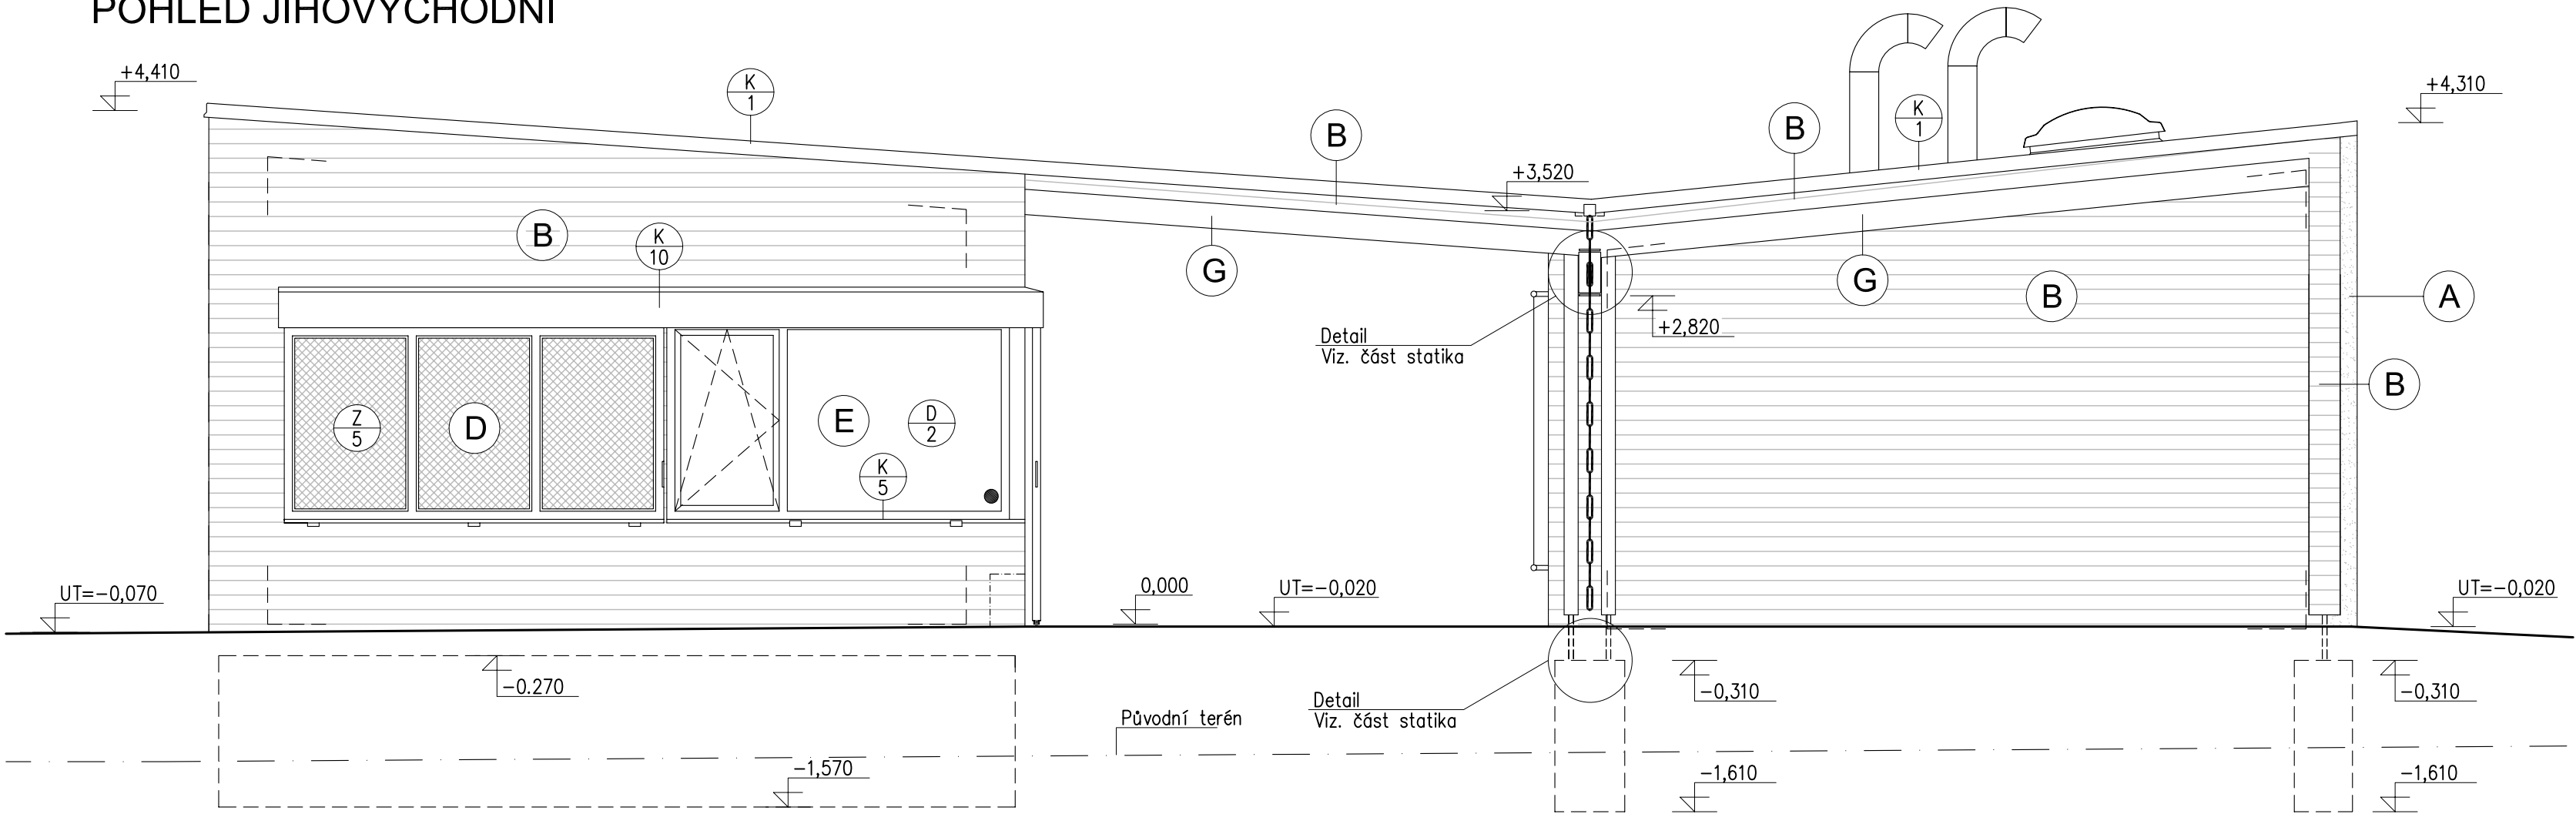 POHLED JIHOVÝCHODNÍ
+4,410
K
1
B
B
K
1
+4,310
+3,520
B
K
10
G
G
B
A
+2,820
Detail
Viz. část statika
B
Z
5
D
E
D
2
K
5
UT=-0,070
0,000
UT=-0,020
UT=-0,020
-0.270
-0,310
-0,310
Detail
Viz. část statika
Původní terén
-1,570
-1,610
-1,610